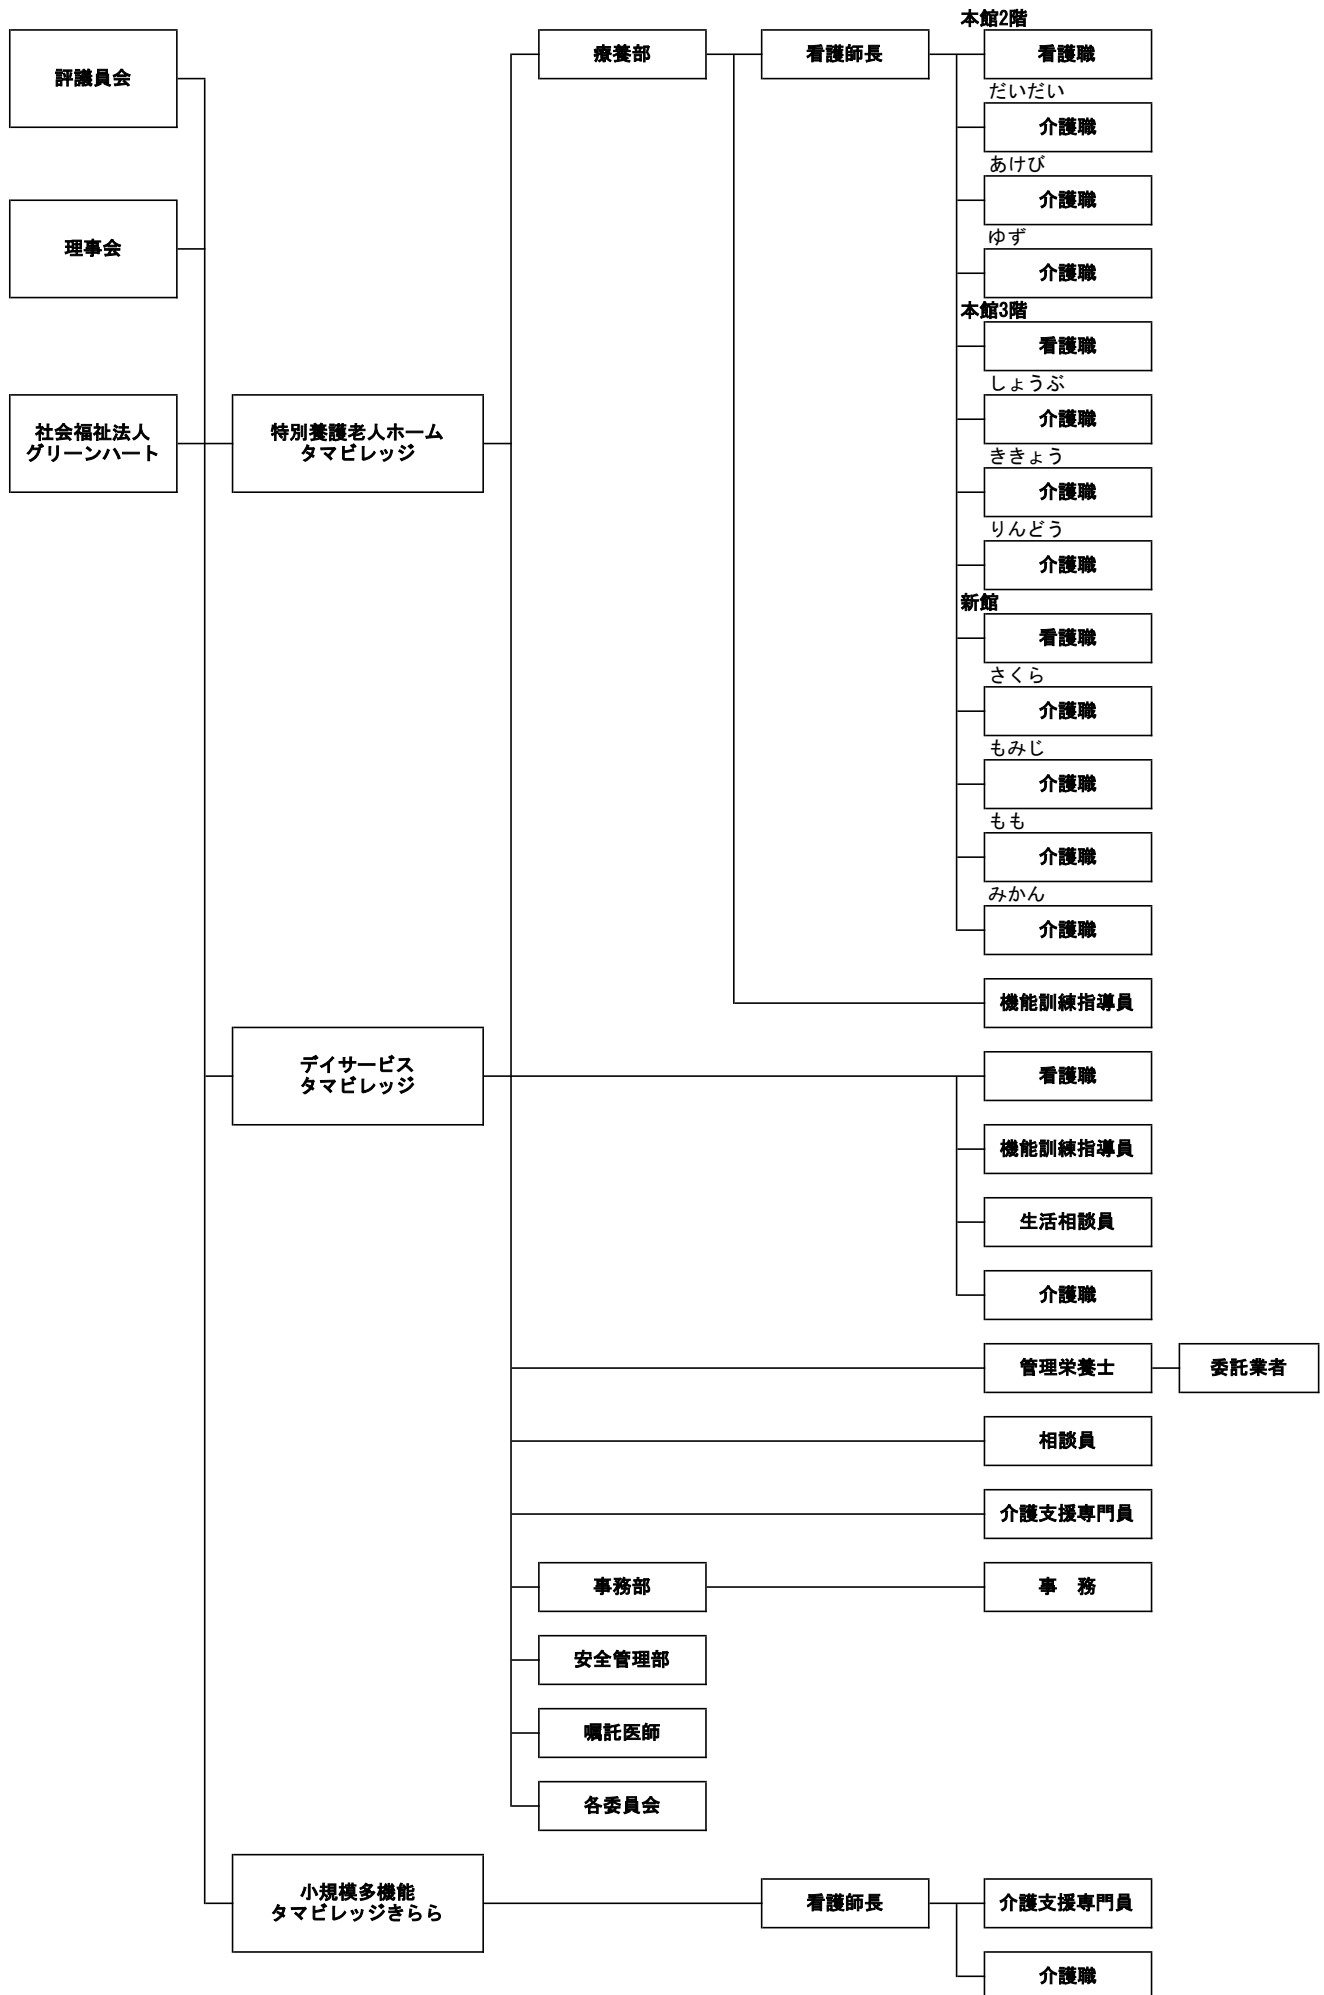 評議員会
理事会
社会福祉法人
グリーンハート
特別養護老人ホーム
タマビレッジ
療養部
看護師長
本館2階
看護職
だいだい
介護職
あけび
介護職
ゆず
介護職
本館3階
看護職
しょうぶ
介護職
ききょう
介護職
りんどう
介護職
新館
看護職
さくら
介護職
もみじ
介護職
もも
介護職
みかん
介護職
機能訓練指導員
デイサービス
タマビレッジ
看護職
機能訓練指導員
生活相談員
介護職
管理栄養士
委託業者
相談員
介護支援専門員
事務部
事　務
安全管理部
嘱託医師
各委員会
小規模多機能
タマビレッジきらら
看護師長
介護支援専門員
介護職